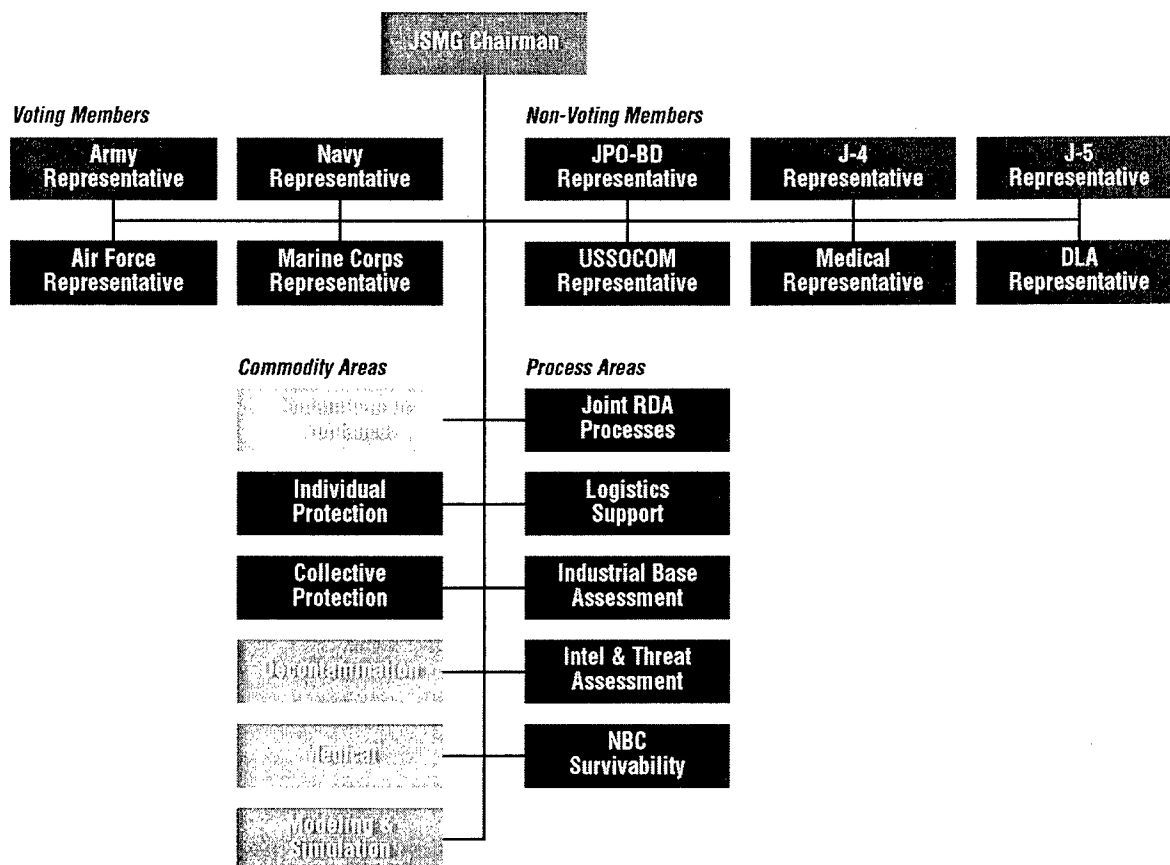 JSMG Chairman
Voting Members
Non-Voting Members
Army
Representative
Navy
Representative
JPO-BD
Representative
J-4
Representative
J-5
Representative
Air Force
Representative
Marine Corps
Representative
USSOCOM
Representative
Medical
Representative
DLA
Representative
Commodity Areas
Process Areas
Joint RDA
Processes
Individual
Protection
Logistics
Support
Collective
Protection
Industrial Base
Assessment
Decontamination
Intel & Threat
Assessment
NBC
Survivability
Modeling &
Simulation